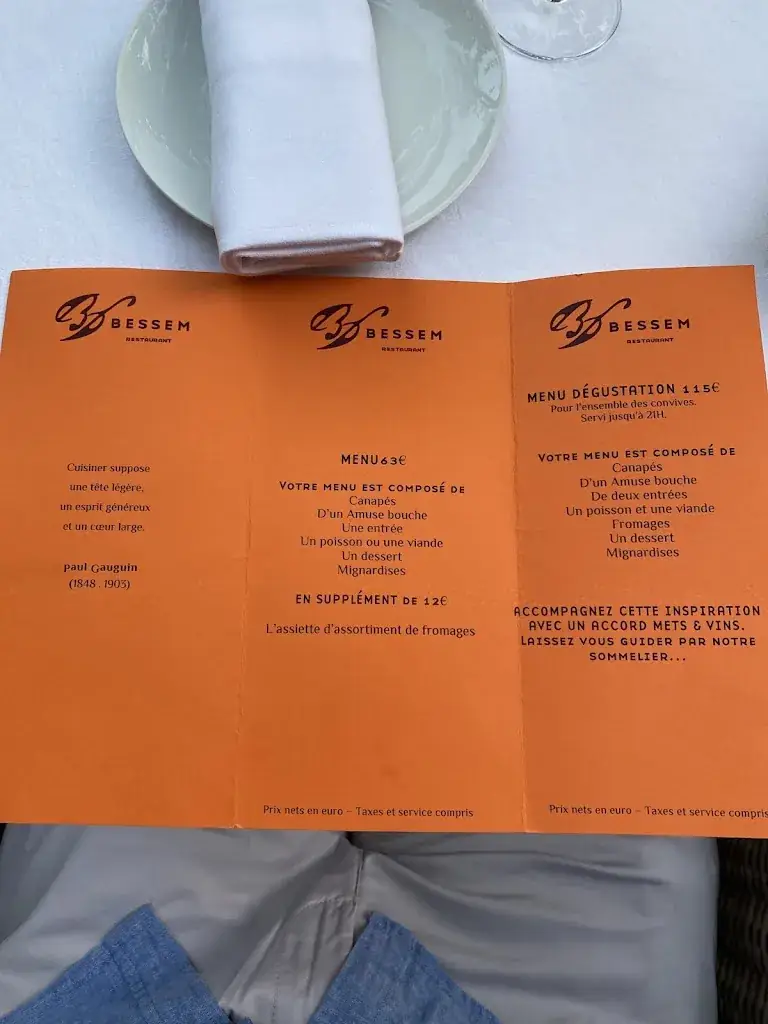 BESSEM
RESTAURANT
Cuisiner suppose
une tête légère,
un esprit généreux
et un cœur large.
Paul Gauguin
(1848 . 1903)
BESSEM
RESTAURANT
MENU63€
VOTRE MENU EST COMPOSÉ DE
Canapés
D'un Amuse bouche
Une entrée
Un poisson ou une viande
Un dessert
Mignardises
EN SUPPLÉMENT DE 12€
L'assiette d'assortiment de fromages
Prix nets en euro – Taxes et service compris
BESSEM
RESTAURANT
MENU DÉGUSTATION 115€
Pour l'ensemble des convives.
Servi jusqu'à 21H.
VOTRE MENU EST COMPOSÉ DE
Canapés
D'un Amuse bouche
De deux entrées
Un poisson et une viande
Fromages
Un dessert
Mignardises
ACCOMPAGNEZ CETTE INSPIRATION
AVEC UN ACCORD METS & VINS.
LAISSEZ VOUS GUIDER PAR NOTRE
SOMMELIER...
Prix nets en euro – Taxes et service compris